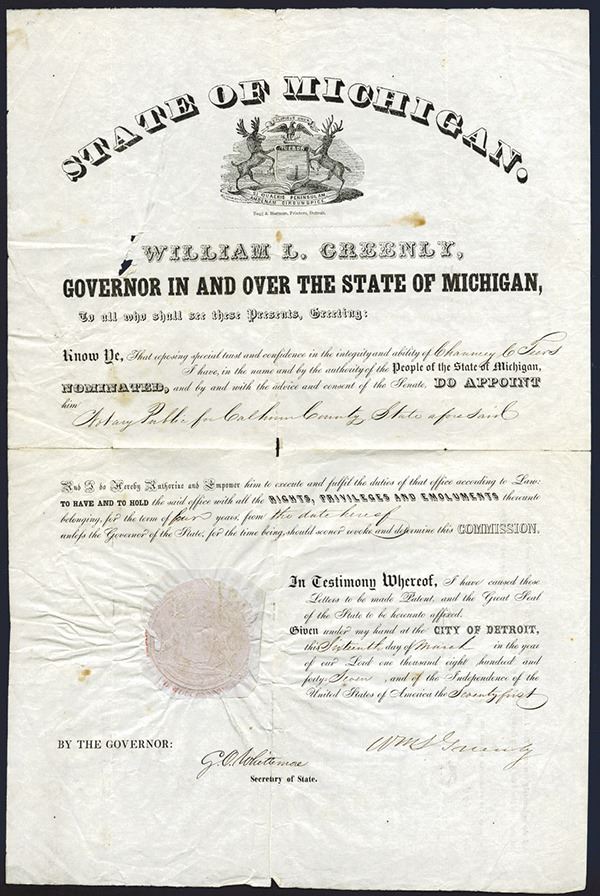 STATE OF MICHIGAN.
TUEBOR
SI QUÆRIS PENINSULAM
AMŒNAM CIRCUMSPICE
Bagg & Harmon, Printers, Detroit.
WILLIAM L. GREENLY,
GOVERNOR IN AND OVER THE STATE OF MICHIGAN,
To all who shall see these Presents, Greeting:
Know Ye, That reposing special trust and confidence in the integrity and ability of Chauncey C
I have, in the name and by the authority of the People of the State of Michigan,
NOMINATED, and by and with the advice and consent of the Senate, DO APPOINT
him
Notary Public for Calhoun County State aforesaid
And I do Hereby Authorize and Empower him to execute and fulfil the duties of that office according to Law:
TO HAVE AND TO HOLD the said office with all the RIGHTS, PRIVILEGES AND EMOLUMENTS thereunto
belonging, for the term of four years, from the date hereof
unless the Governor of the State, for the time being, should sooner revoke and determine this COMMISSION.
In Testimony Whereof, I have caused these
Letters to be made Patent, and the Great Seal
of the State to be hereunto affixed.
Given under my hand at the CITY OF DETROIT,
this Sixteenth day of March in the year
of our Lord one thousand eight hundred and
forty-Seven, and of the Independence of the
United States of America the Seventy first
BY THE GOVERNOR:
Wm L Greenly
G. O. Whittemore
Secretary of State.